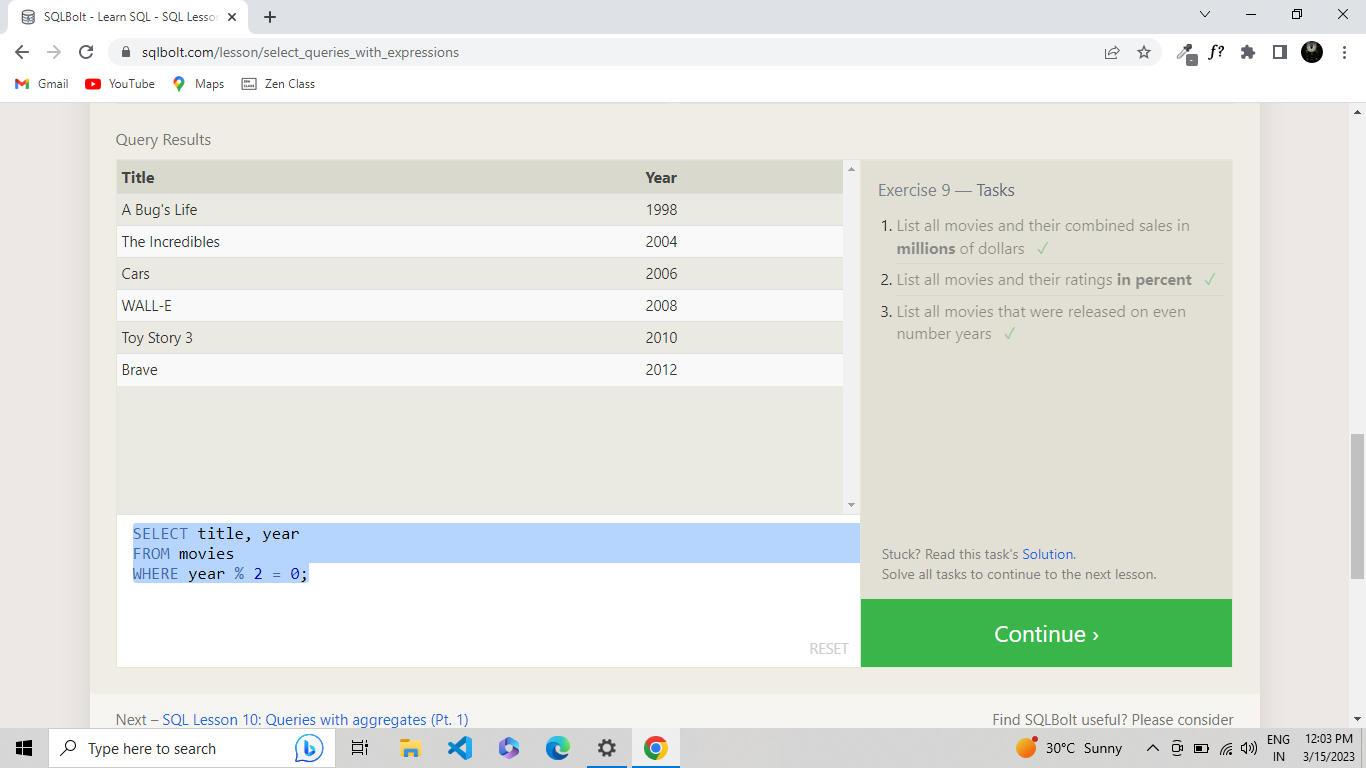 SQLBolt - Learn SQL - SQL Lesson
sqlbolt.com/lesson/select_queries_with_expressions
f?
Gmail
YouTube
Maps
Zen Class
Query Results
Title Year
A Bug's Life 1998
The Incredibles 2004
Cars 2006
WALL-E 2008
Toy Story 3 2010
Brave 2012
SELECT title, year
FROM movies
WHERE year % 2 = 0;
RESET
Exercise 9 — Tasks
1. List all movies and their combined sales in
millions of dollars ✓
2. List all movies and their ratings in percent ✓
3. List all movies that were released on even
number years ✓
Stuck? Read this task's Solution.
Solve all tasks to continue to the next lesson.
Continue ›
Next – SQL Lesson 10: Queries with aggregates (Pt. 1)
Find SQLBolt useful? Please consider
Type here to search
30°C Sunny
ENG
IN
12:03 PM
3/15/2023